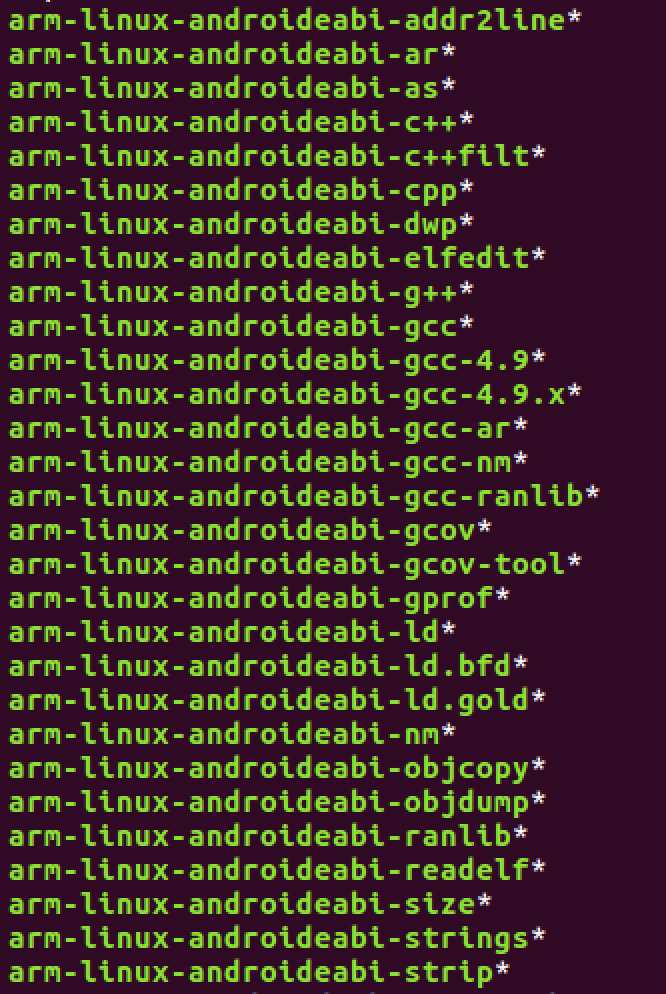 arm-linux-androideabi-addr2line*
arm-linux-androideabi-ar*
arm-linux-androideabi-as*
arm-linux-androideabi-c++*
arm-linux-androideabi-c++filt*
arm-linux-androideabi-cpp*
arm-linux-androideabi-dwp*
arm-linux-androideabi-elfedit*
arm-linux-androideabi-g++*
arm-linux-androideabi-gcc*
arm-linux-androideabi-gcc-4.9*
arm-linux-androideabi-gcc-4.9.x*
arm-linux-androideabi-gcc-ar*
arm-linux-androideabi-gcc-nm*
arm-linux-androideabi-gcc-ranlib*
arm-linux-androideabi-gcov*
arm-linux-androideabi-gcov-tool*
arm-linux-androideabi-gprof*
arm-linux-androideabi-ld*
arm-linux-androideabi-ld.bfd*
arm-linux-androideabi-ld.gold*
arm-linux-androideabi-nm*
arm-linux-androideabi-objcopy*
arm-linux-androideabi-objdump*
arm-linux-androideabi-ranlib*
arm-linux-androideabi-readelf*
arm-linux-androideabi-size*
arm-linux-androideabi-strings*
arm-linux-androideabi-strip*